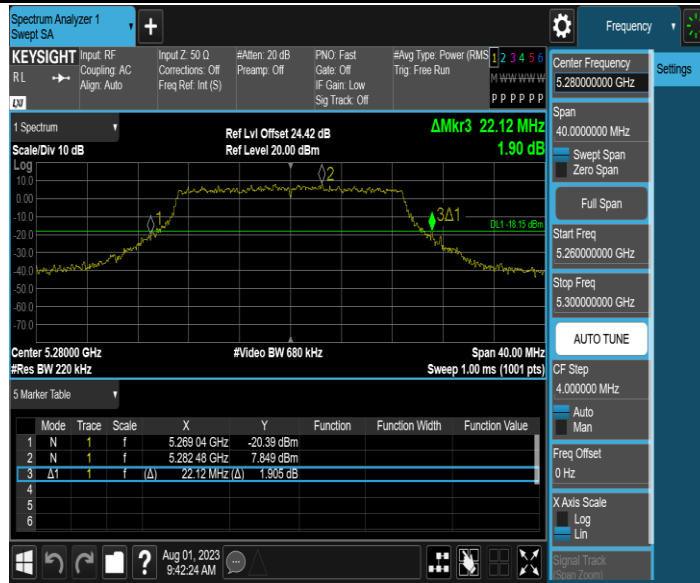 Spectrum Analyzer 1
Swept SA
+
Frequency
KEYSIGHT
RL
LXI
Input: RF
Coupling: AC
Align: Auto
Input Z: 50 Ω
Corrections: Off
Freq Ref: Int (S)
#Atten: 20 dB
Preamp: Off
PNO: Fast
Gate: Off
IF Gain: Low
Sig Track: Off
#Avg Type: Power (RMS
Trig: Free Run
1 2 3 4 5 6
M W W W W W
P P P P P P
1 Spectrum
Scale/Div 10 dB
Ref Lvl Offset 24.42 dB
Ref Level 20.00 dBm
ΔMkr3 22.12 MHz
1.90 dB
Log
10.0
0.00
-10.0
-20.0
-30.0
-40.0
-50.0
-60.0
-70.0
1
2
3Δ1
DL1 -18.15 dBm
Center 5.28000 GHz
#Res BW 220 kHz
#Video BW 680 kHz
Span 40.00 MHz
Sweep 1.00 ms (1001 pts)
5 Marker Table
Mode Trace Scale X Y Function Function Width Function Value
1 N 1 f 5.269 04 GHz -20.39 dBm
2 N 1 f 5.282 48 GHz 7.849 dBm
3 Δ1 1 f (Δ) 22.12 MHz (Δ) 1.905 dB
4
5
6
?
Aug 01, 2023
9:42:24 AM
Center Frequency
5.280000000 GHz
Span
40.0000000 MHz
Swept Span
Zero Span
Full Span
Start Freq
5.260000000 GHz
Stop Freq
5.300000000 GHz
AUTO TUNE
CF Step
4.000000 MHz
Auto
Man
Freq Offset
0 Hz
X Axis Scale
Log
Lin
Signal Track
(Span Zoom)
Settings